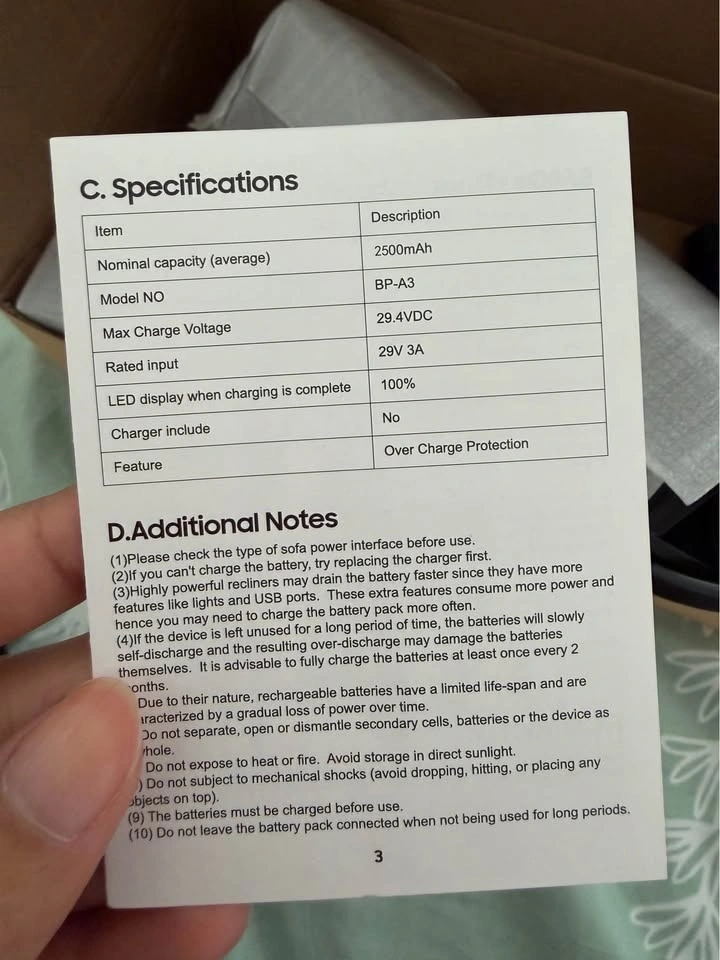 C. Specifications
Item Description
Nominal capacity (average) 2500mAh
Model NO BP-A3
Max Charge Voltage 29.4VDC
Rated input 29V 3A
LED display when charging is complete 100%
Charger include No
Feature Over Charge Protection
D.Additional Notes
(1)Please check the type of sofa power interface before use.
(2)If you can't charge the battery, try replacing the charger first.
(3)Highly powerful recliners may drain the battery faster since they have more
features like lights and USB ports. These extra features consume more power and
hence you may need to charge the battery pack more often.
(4)If the device is left unused for a long period of time, the batteries will slowly
self-discharge and the resulting over-discharge may damage the batteries
themselves. It is advisable to fully charge the batteries at least once every 2
onths.
Due to their nature, rechargeable batteries have a limited life-span and are
aracterized by a gradual loss of power over time.
Do not separate, open or dismantle secondary cells, batteries or the device as
hole.
Do not expose to heat or fire. Avoid storage in direct sunlight.
) Do not subject to mechanical shocks (avoid dropping, hitting, or placing any
objects on top).
(9) The batteries must be charged before use.
(10) Do not leave the battery pack connected when not being used for long periods.
3